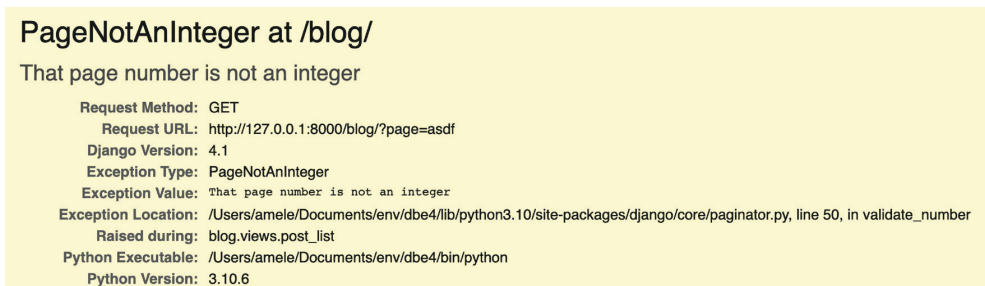 PageNotAnInteger at /blog/
That page number is not an integer
Request Method: GET
Request URL: http://127.0.0.1:8000/blog/?page=asdf
Django Version: 4.1
Exception Type: PageNotAnInteger
Exception Value: That page number is not an integer
Exception Location: /Users/amele/Documents/env/dbe4/lib/python3.10/site-packages/django/core/paginator.py, line 50, in validate_number
Raised during: blog.views.post_list
Python Executable: /Users/amele/Documents/env/dbe4/bin/python
Python Version: 3.10.6